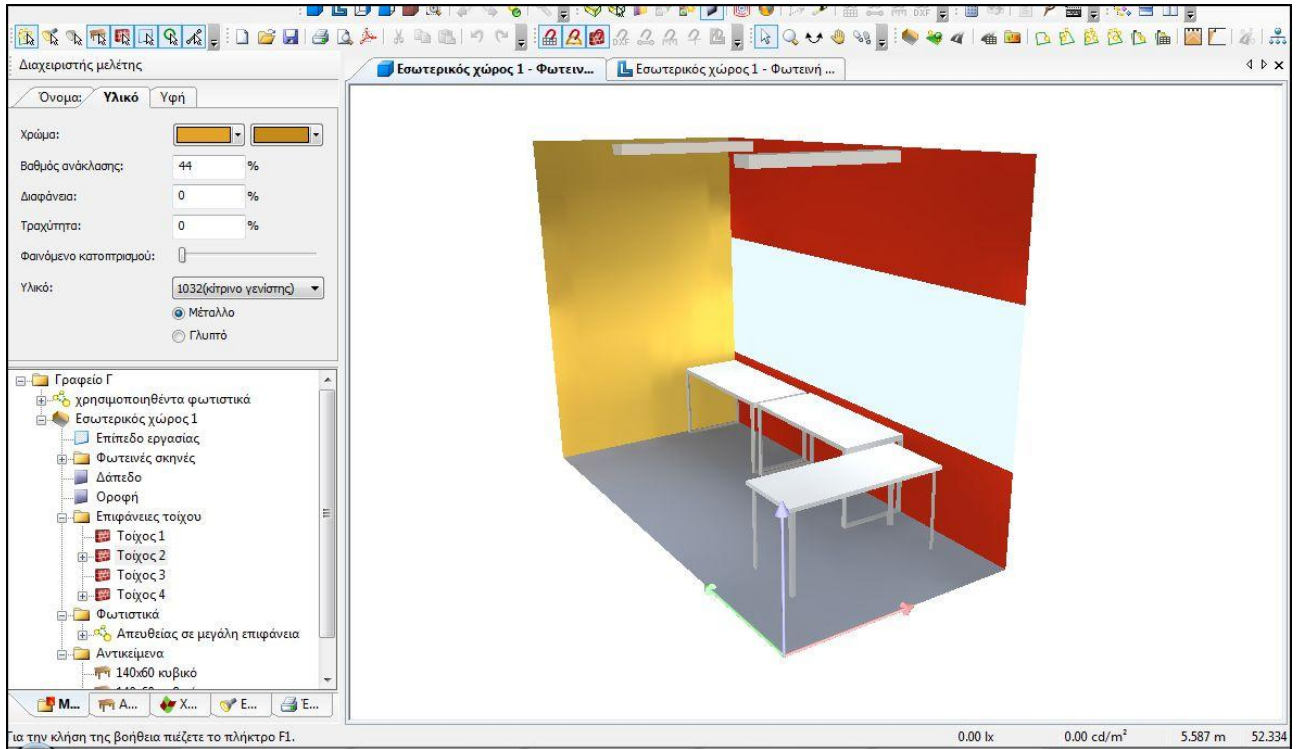 DXF
DXF
Διαχειριστής μελέτης
Εσωτερικός χώρος 1 - Φωτειν...
Εσωτερικός χώρος 1 - Φωτεινή ...
Όνομα:
Υλικό
Υφή
Χρώμα:
Βαθμός ανάκλασης: 44 %
Διαφάνεια: 0 %
Τραχύτητα: 0 %
Φαινόμενο κατοπτρισμού:
Υλικό: 1032(κίτρινο γενίστης)
Μέταλλο
Γλυπτό
Γραφείο Γ
χρησιμοποιηθέντα φωτιστικά
Εσωτερικός χώρος 1
Επίπεδο εργασίας
Φωτεινές σκηνές
Δάπεδο
Οροφή
Επιφάνειες τοίχου
Τοίχος 1
Τοίχος 2
Τοίχος 3
Τοίχος 4
Φωτιστικά
Απευθείας σε μεγάλη επιφάνεια
Αντικείμενα
140x60 κυβικό
Μ... Α... Χ... Ε... Έ...
Για την κλήση της βοήθεια πιέζετε το πλήκτρο F1.
0.00 lx 0.00 cd/m² 5.587 m 52.334